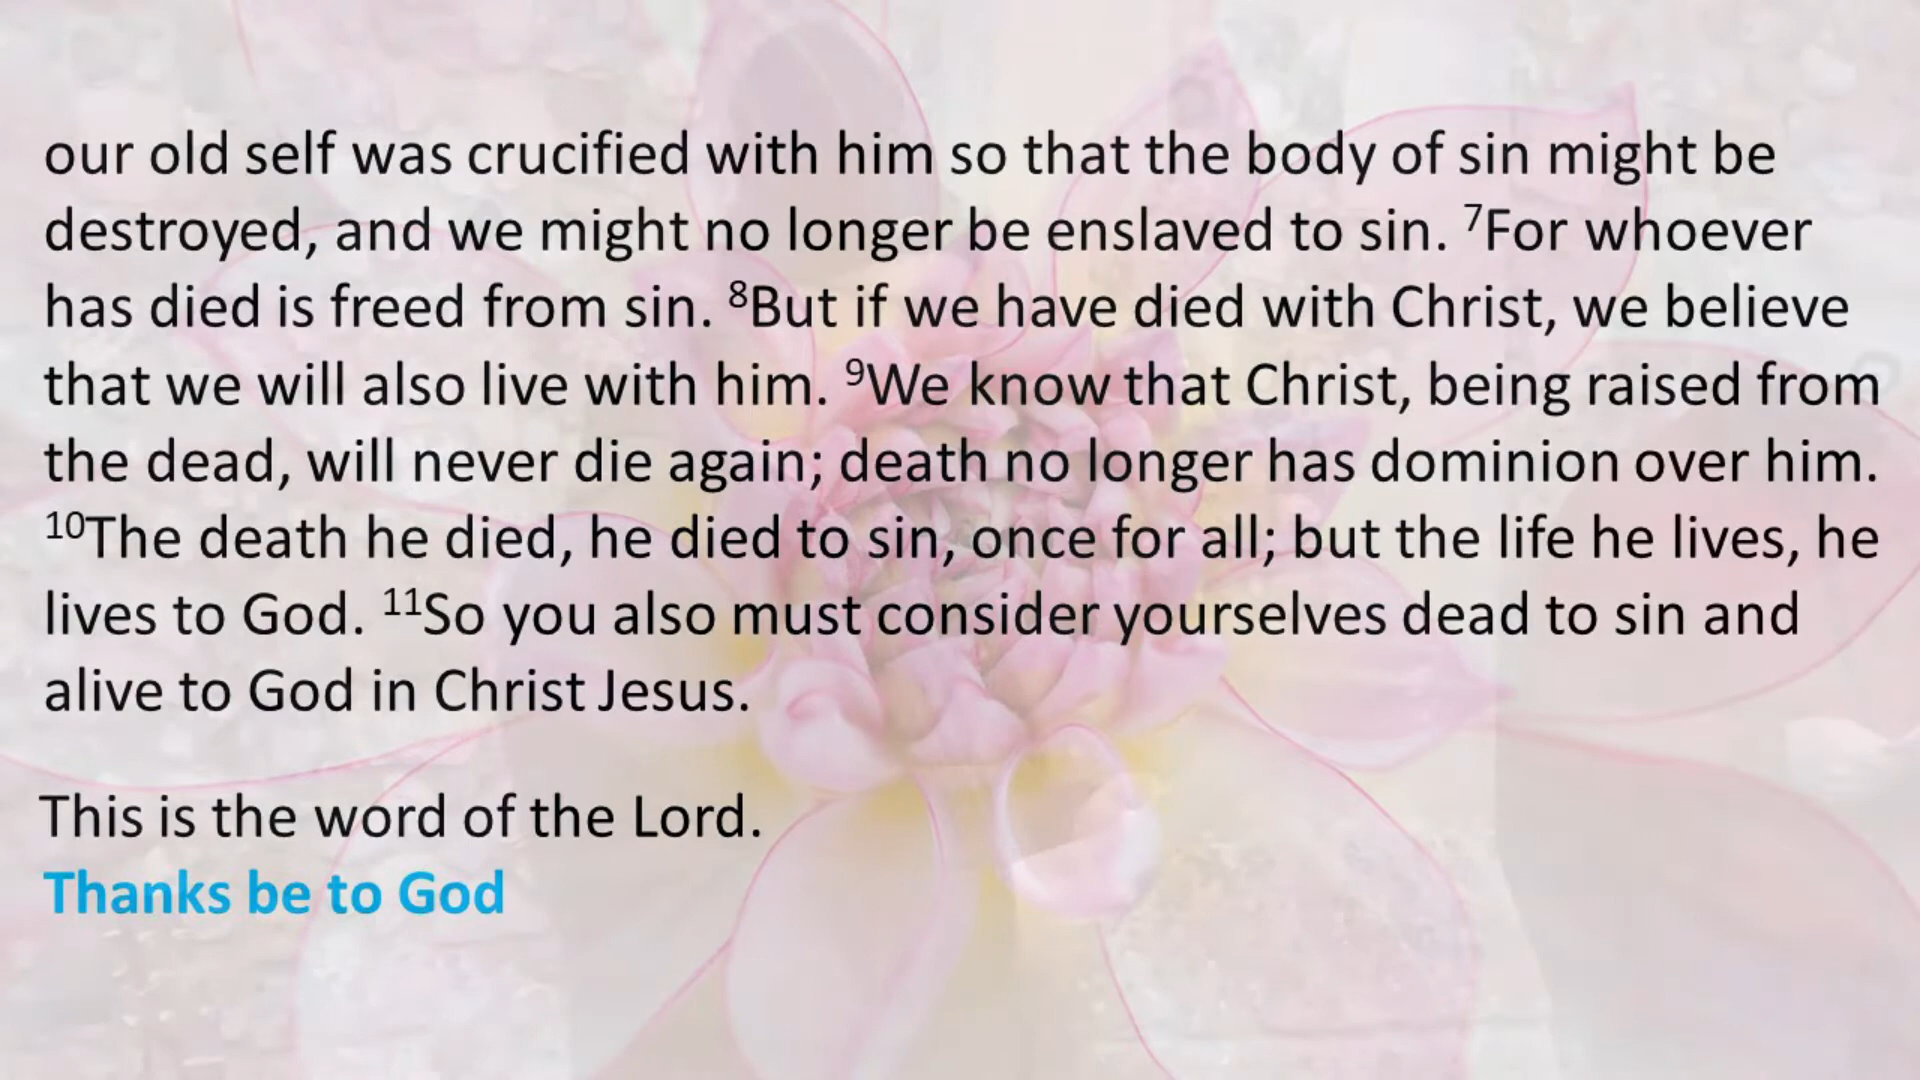 our old self was crucified with him so that the body of sin might be
destroyed, and we might no longer be enslaved to sin. ⁷For whoever
has died is freed from sin. ⁸But if we have died with Christ, we believe
that we will also live with him. ⁹We know that Christ, being raised from
the dead, will never die again; death no longer has dominion over him.
¹⁰The death he died, he died to sin, once for all; but the life he lives, he
lives to God. ¹¹So you also must consider yourselves dead to sin and
alive to God in Christ Jesus.
This is the word of the Lord.
Thanks be to God